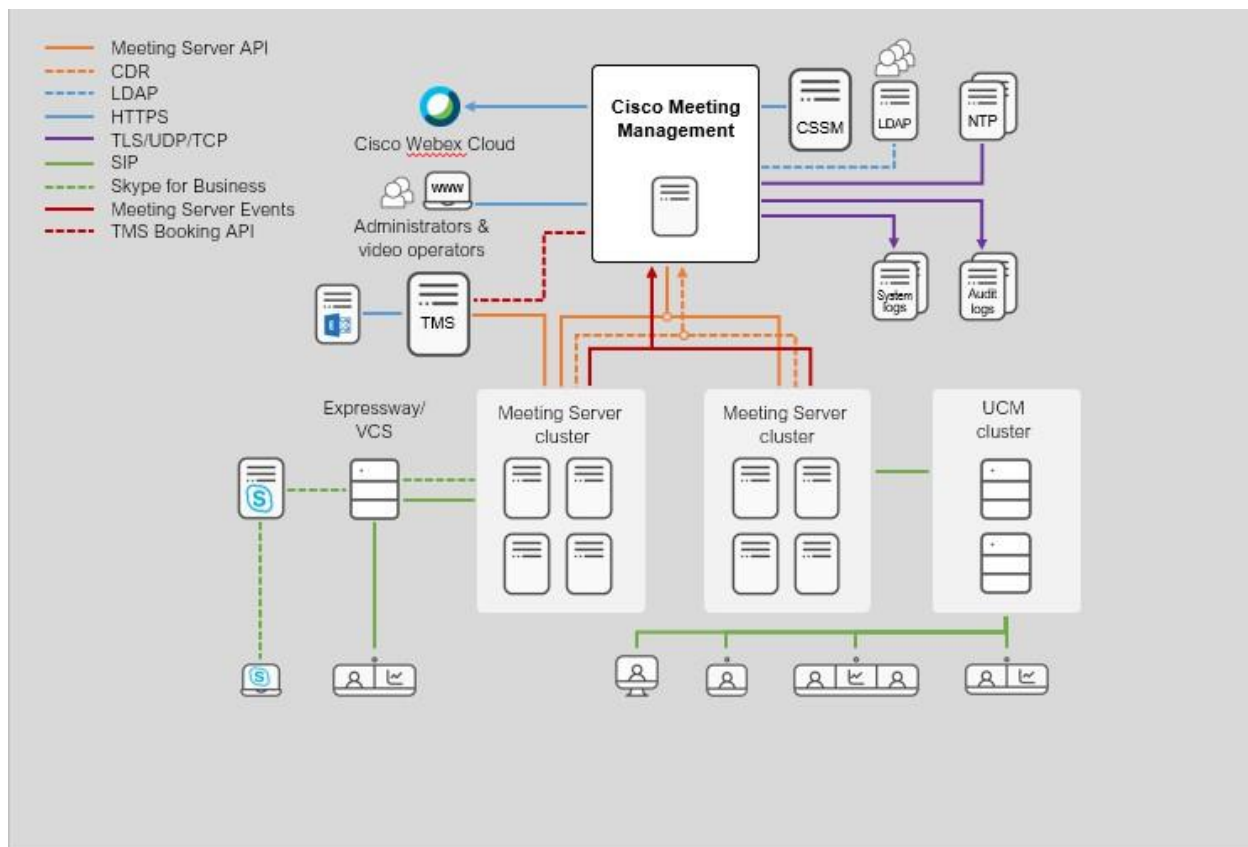 Meeting Server API
CDR
LDAP
HTTPS
TLS/UDP/TCP
SIP
Skype for Business
Meeting Server Events
TMS Booking API
Cisco Webex Cloud
WWW
Administrators &
video operators
Cisco Meeting
Management
CSSM
LDAP
NTP
System
logs
Audit
logs
TMS
Expressway/
VCS
Meeting Server
cluster
Meeting Server
cluster
UCM
cluster
S
S